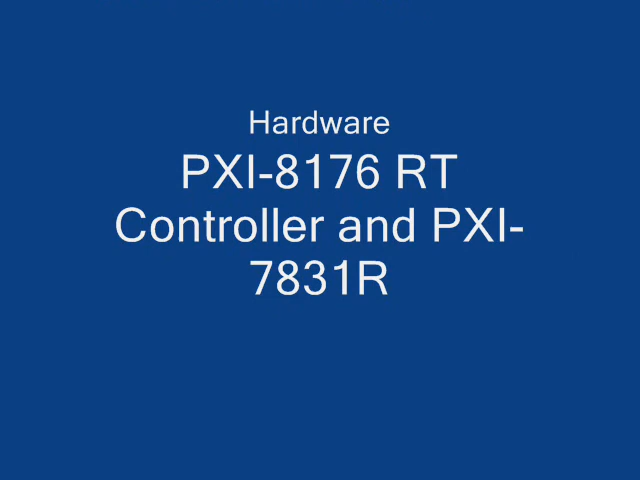 Hardware
PXI-8176 RT
Controller and PXI-
7831R